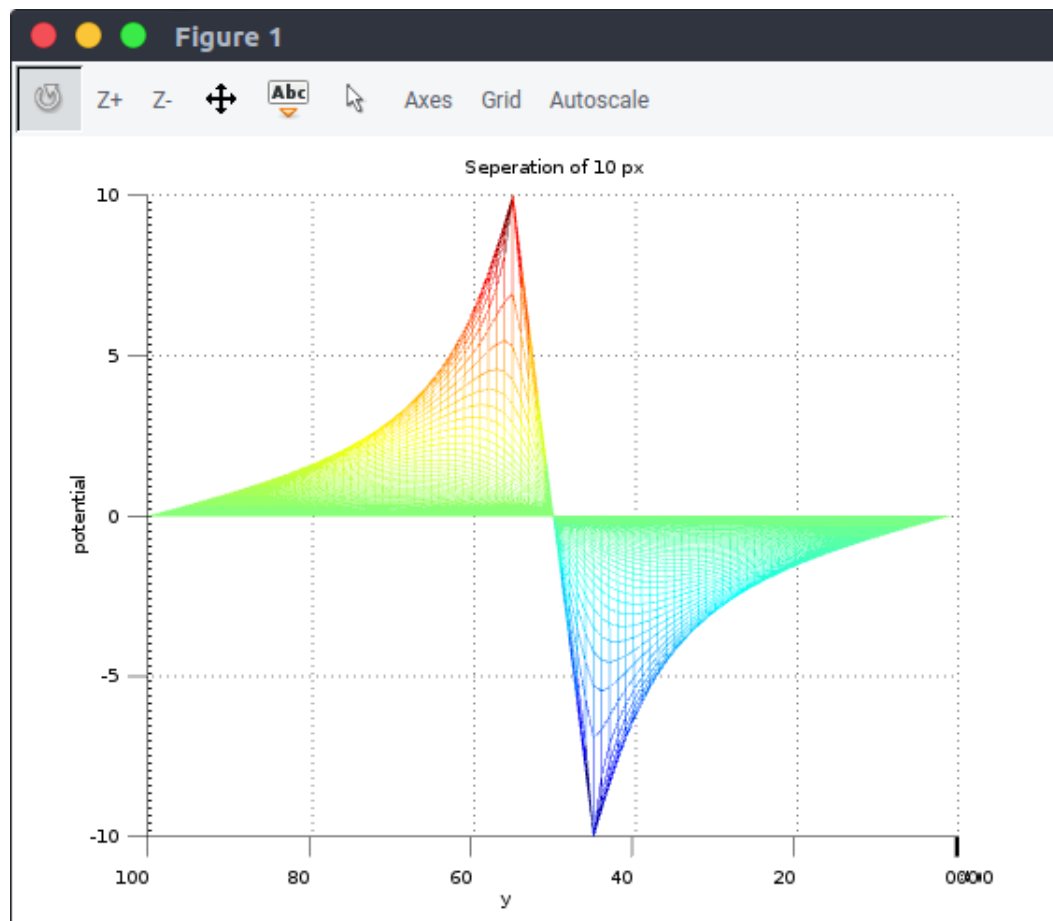 Figure 1
Z+ Z- Abc Axes Grid Autoscale
Seperation of 10 px
10
5
0
-5
-10
potential
100 80 60 40 20
y